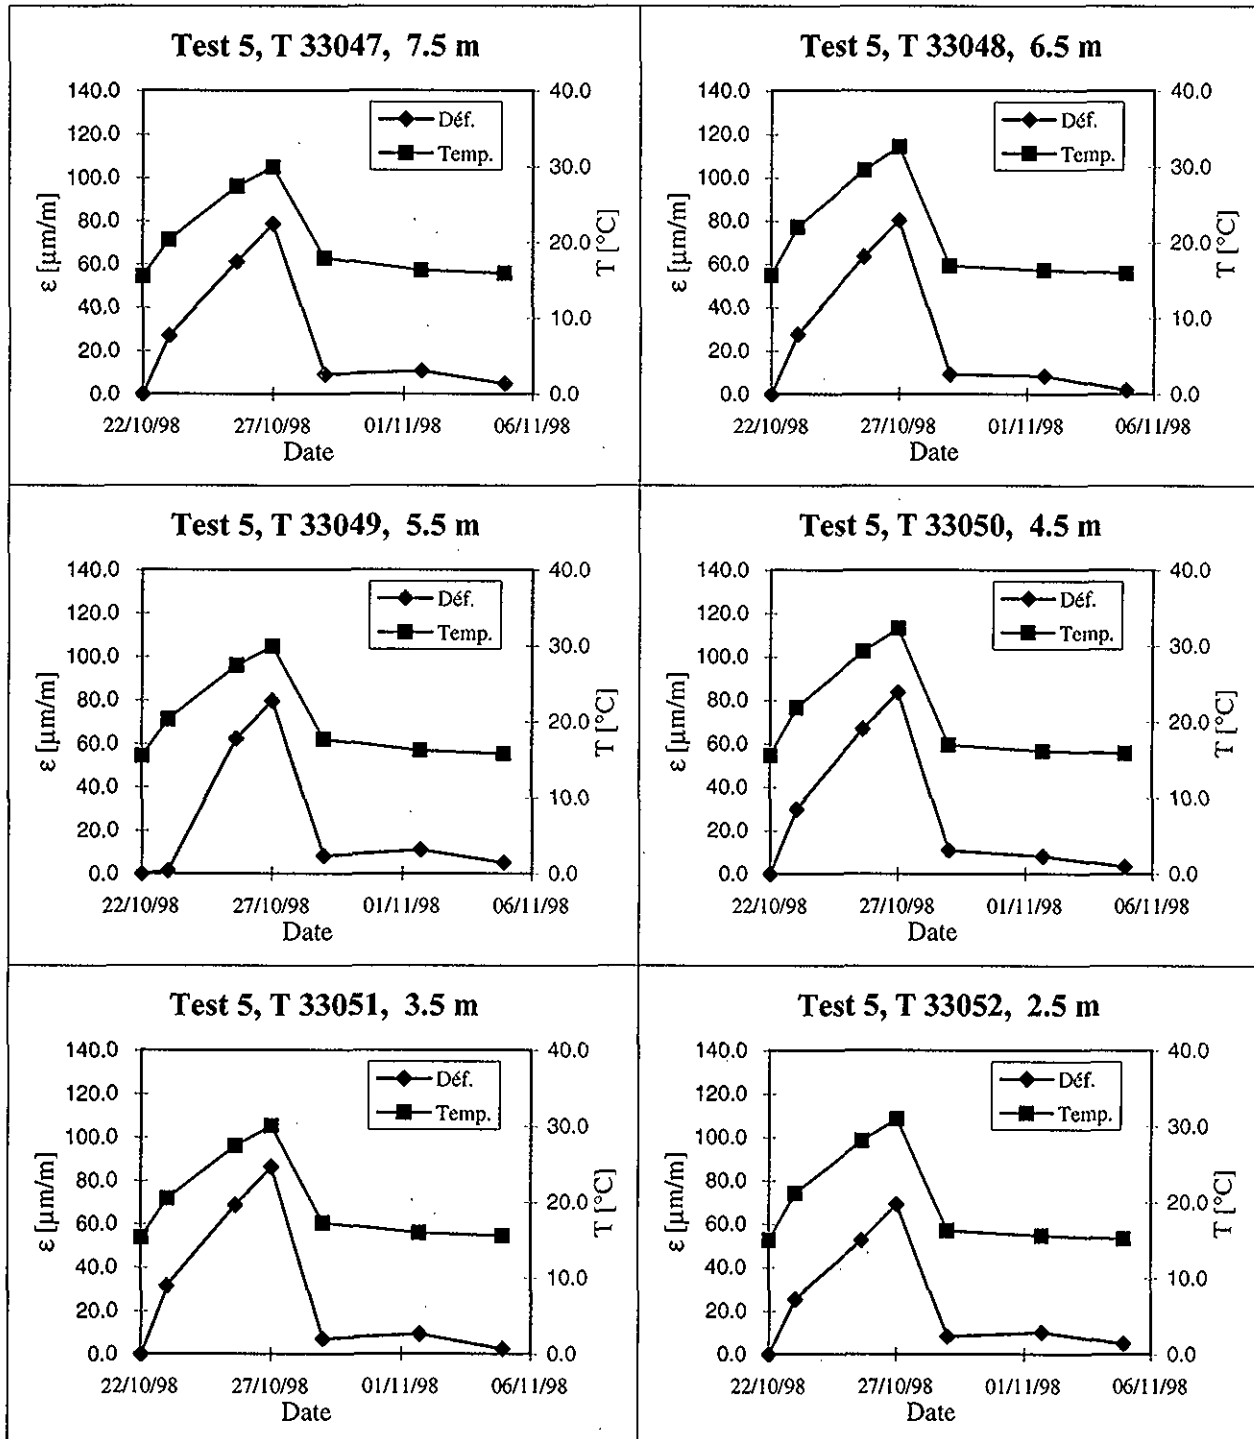 Test 5, T 33047, 7.5 m
140.0
120.0
100.0
80.0
60.0
40.0
20.0
0.0
ε [µm/m]
40.0
30.0
20.0
10.0
0.0
T [°C]
Déf.
Temp.
22/10/98 27/10/98 01/11/98 06/11/98
Date
Test 5, T 33048, 6.5 m
140.0
120.0
100.0
80.0
60.0
40.0
20.0
0.0
ε [µm/m]
40.0
30.0
20.0
10.0
0.0
T [°C]
Déf.
Temp.
22/10/98 27/10/98 01/11/98 06/11/98
Date
Test 5, T 33049, 5.5 m
140.0
120.0
100.0
80.0
60.0
40.0
20.0
0.0
ε [µm/m]
40.0
30.0
20.0
10.0
0.0
T [°C]
Déf.
Temp.
22/10/98 27/10/98 01/11/98 06/11/98
Date
Test 5, T 33050, 4.5 m
140.0
120.0
100.0
80.0
60.0
40.0
20.0
0.0
ε [µm/m]
40.0
30.0
20.0
10.0
0.0
T [°C]
Déf.
Temp.
22/10/98 27/10/98 01/11/98 06/11/98
Date
Test 5, T 33051, 3.5 m
140.0
120.0
100.0
80.0
60.0
40.0
20.0
0.0
ε [µm/m]
40.0
30.0
20.0
10.0
0.0
T [°C]
Déf.
Temp.
22/10/98 27/10/98 01/11/98 06/11/98
Date
Test 5, T 33052, 2.5 m
140.0
120.0
100.0
80.0
60.0
40.0
20.0
0.0
ε [µm/m]
40.0
30.0
20.0
10.0
0.0
T [°C]
Déf.
Temp.
22/10/98 27/10/98 01/11/98 06/11/98
Date